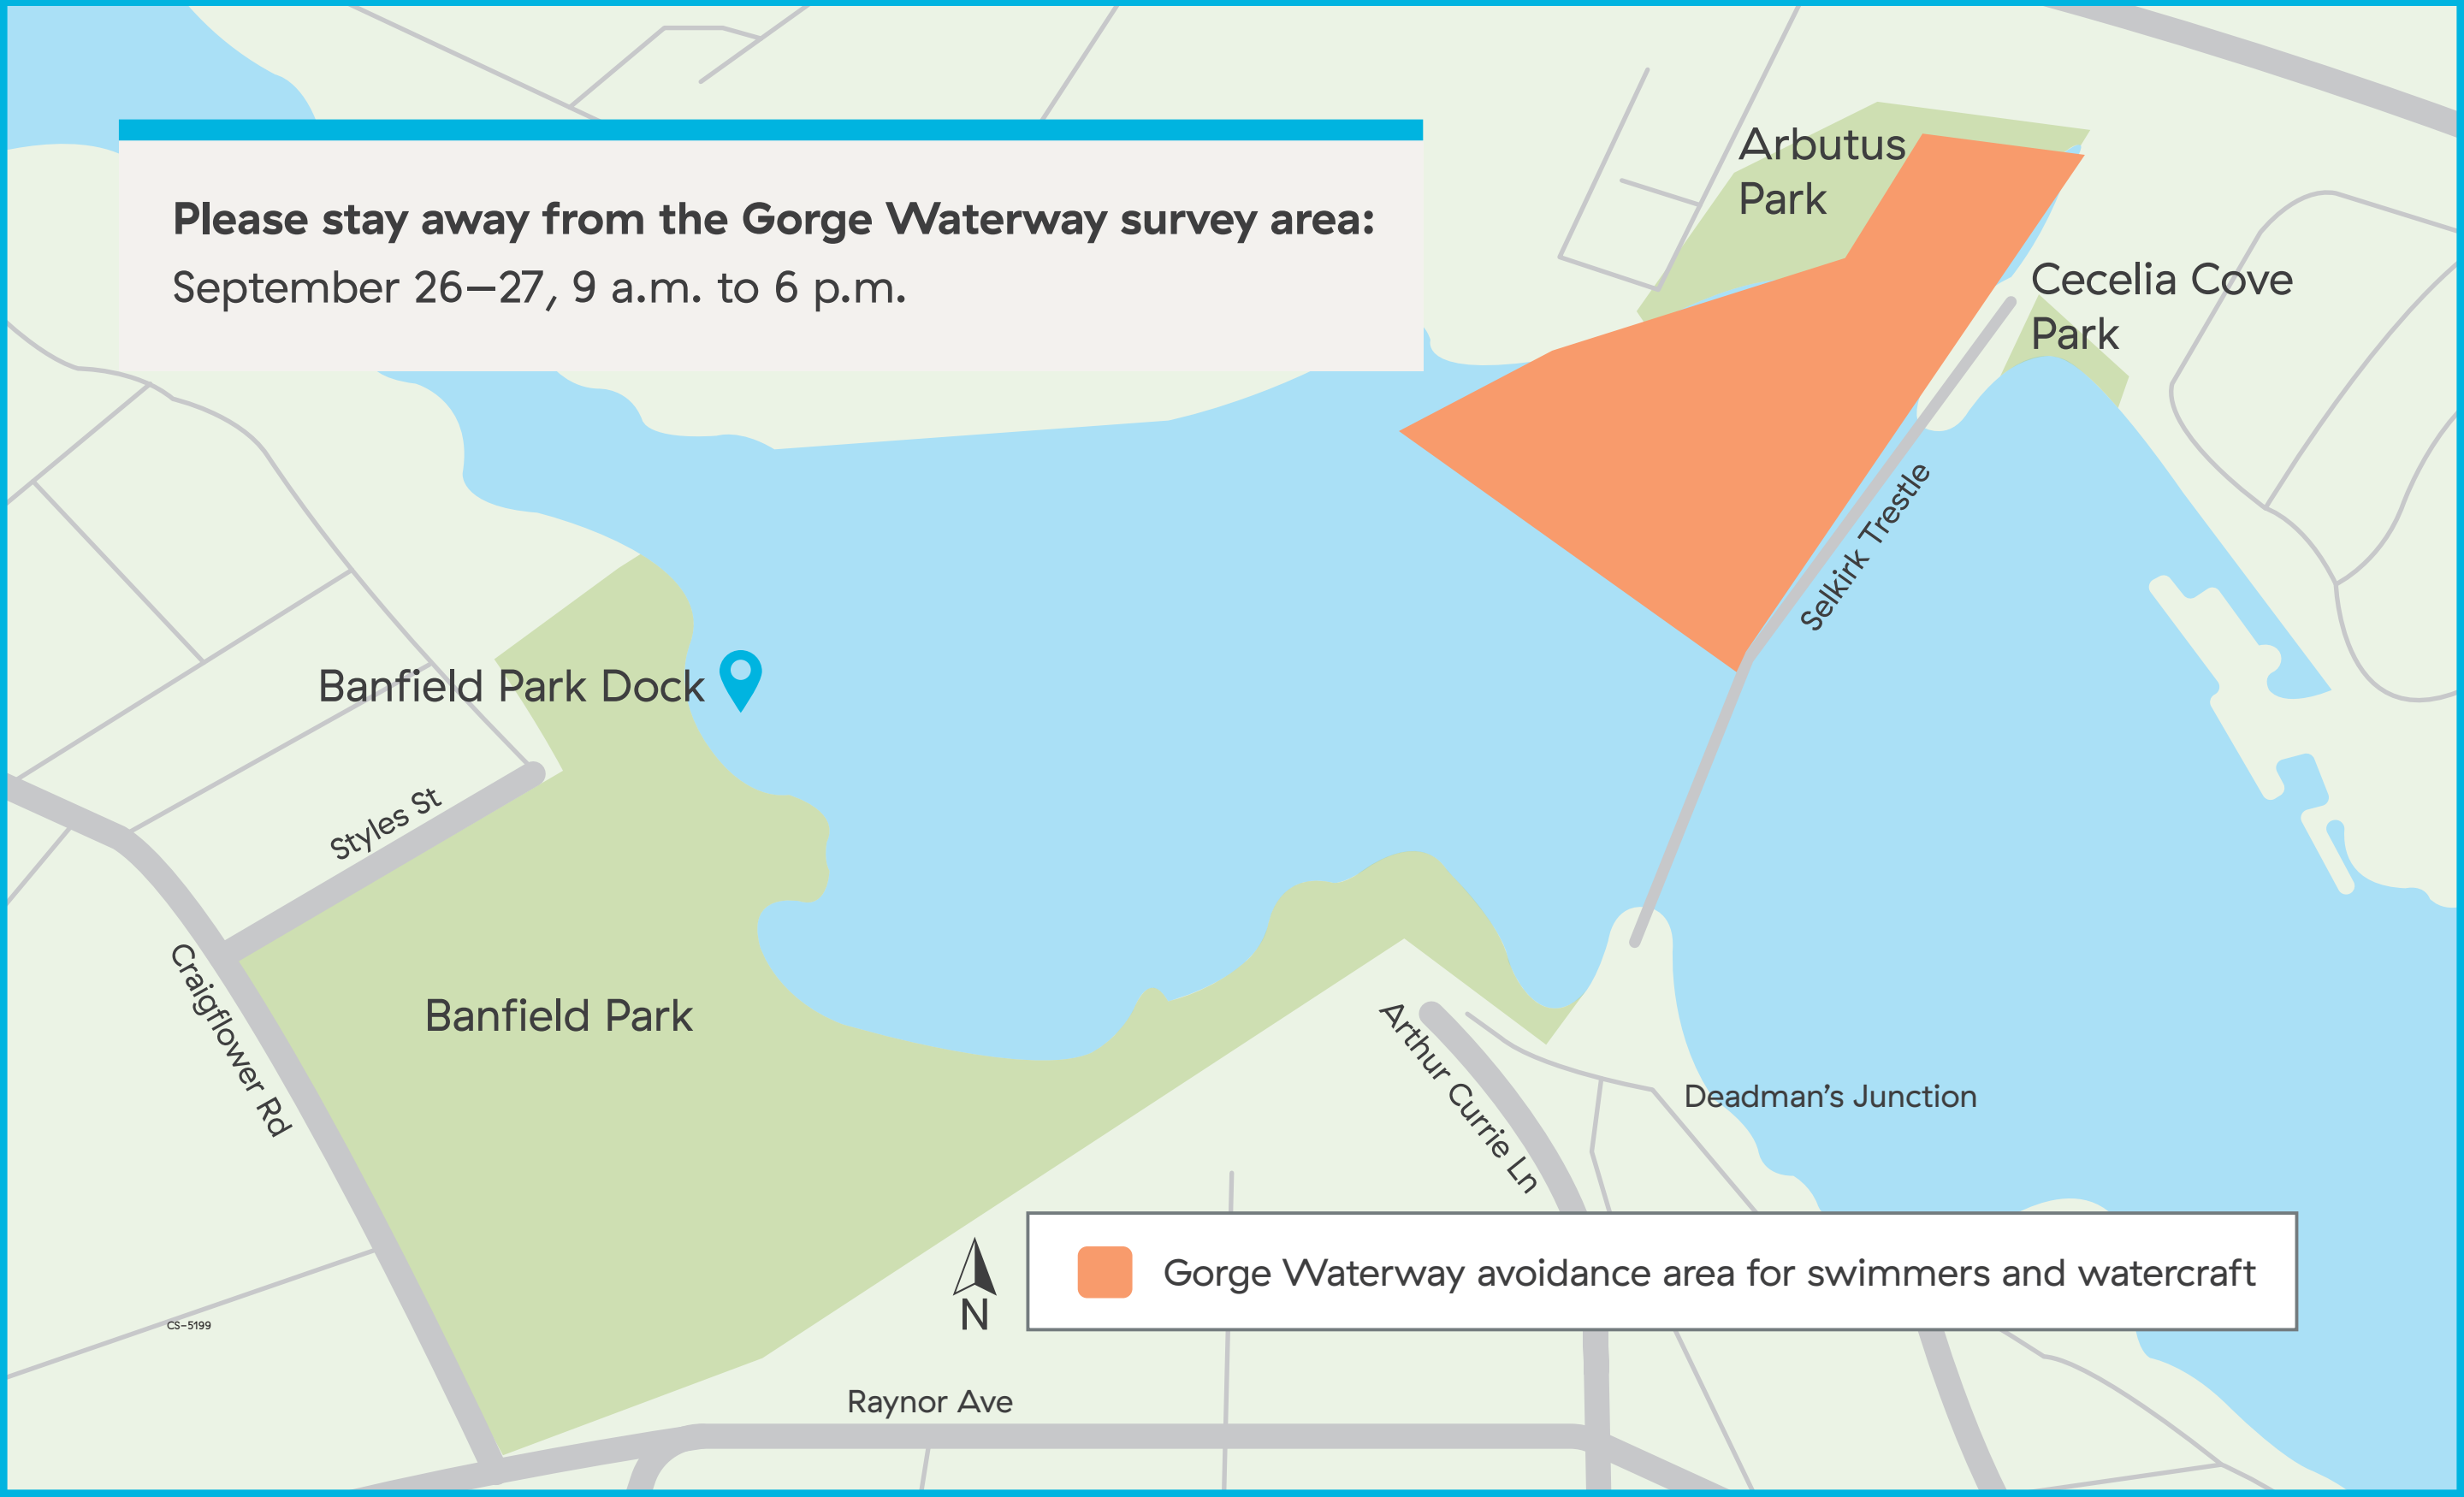 Please stay away from the Gorge Waterway survey area:
September 26–27, 9 a.m. to 6 p.m.
Arbutus
Park
Cecelia Cove
Park
Selkirk Trestle
Banfield Park Dock
Styles St
Craigflower Rd
Banfield Park
Arthur Currie Ln
Deadman’s Junction
Gorge Waterway avoidance area for swimmers and watercraft
N
CS-5199
Raynor Ave